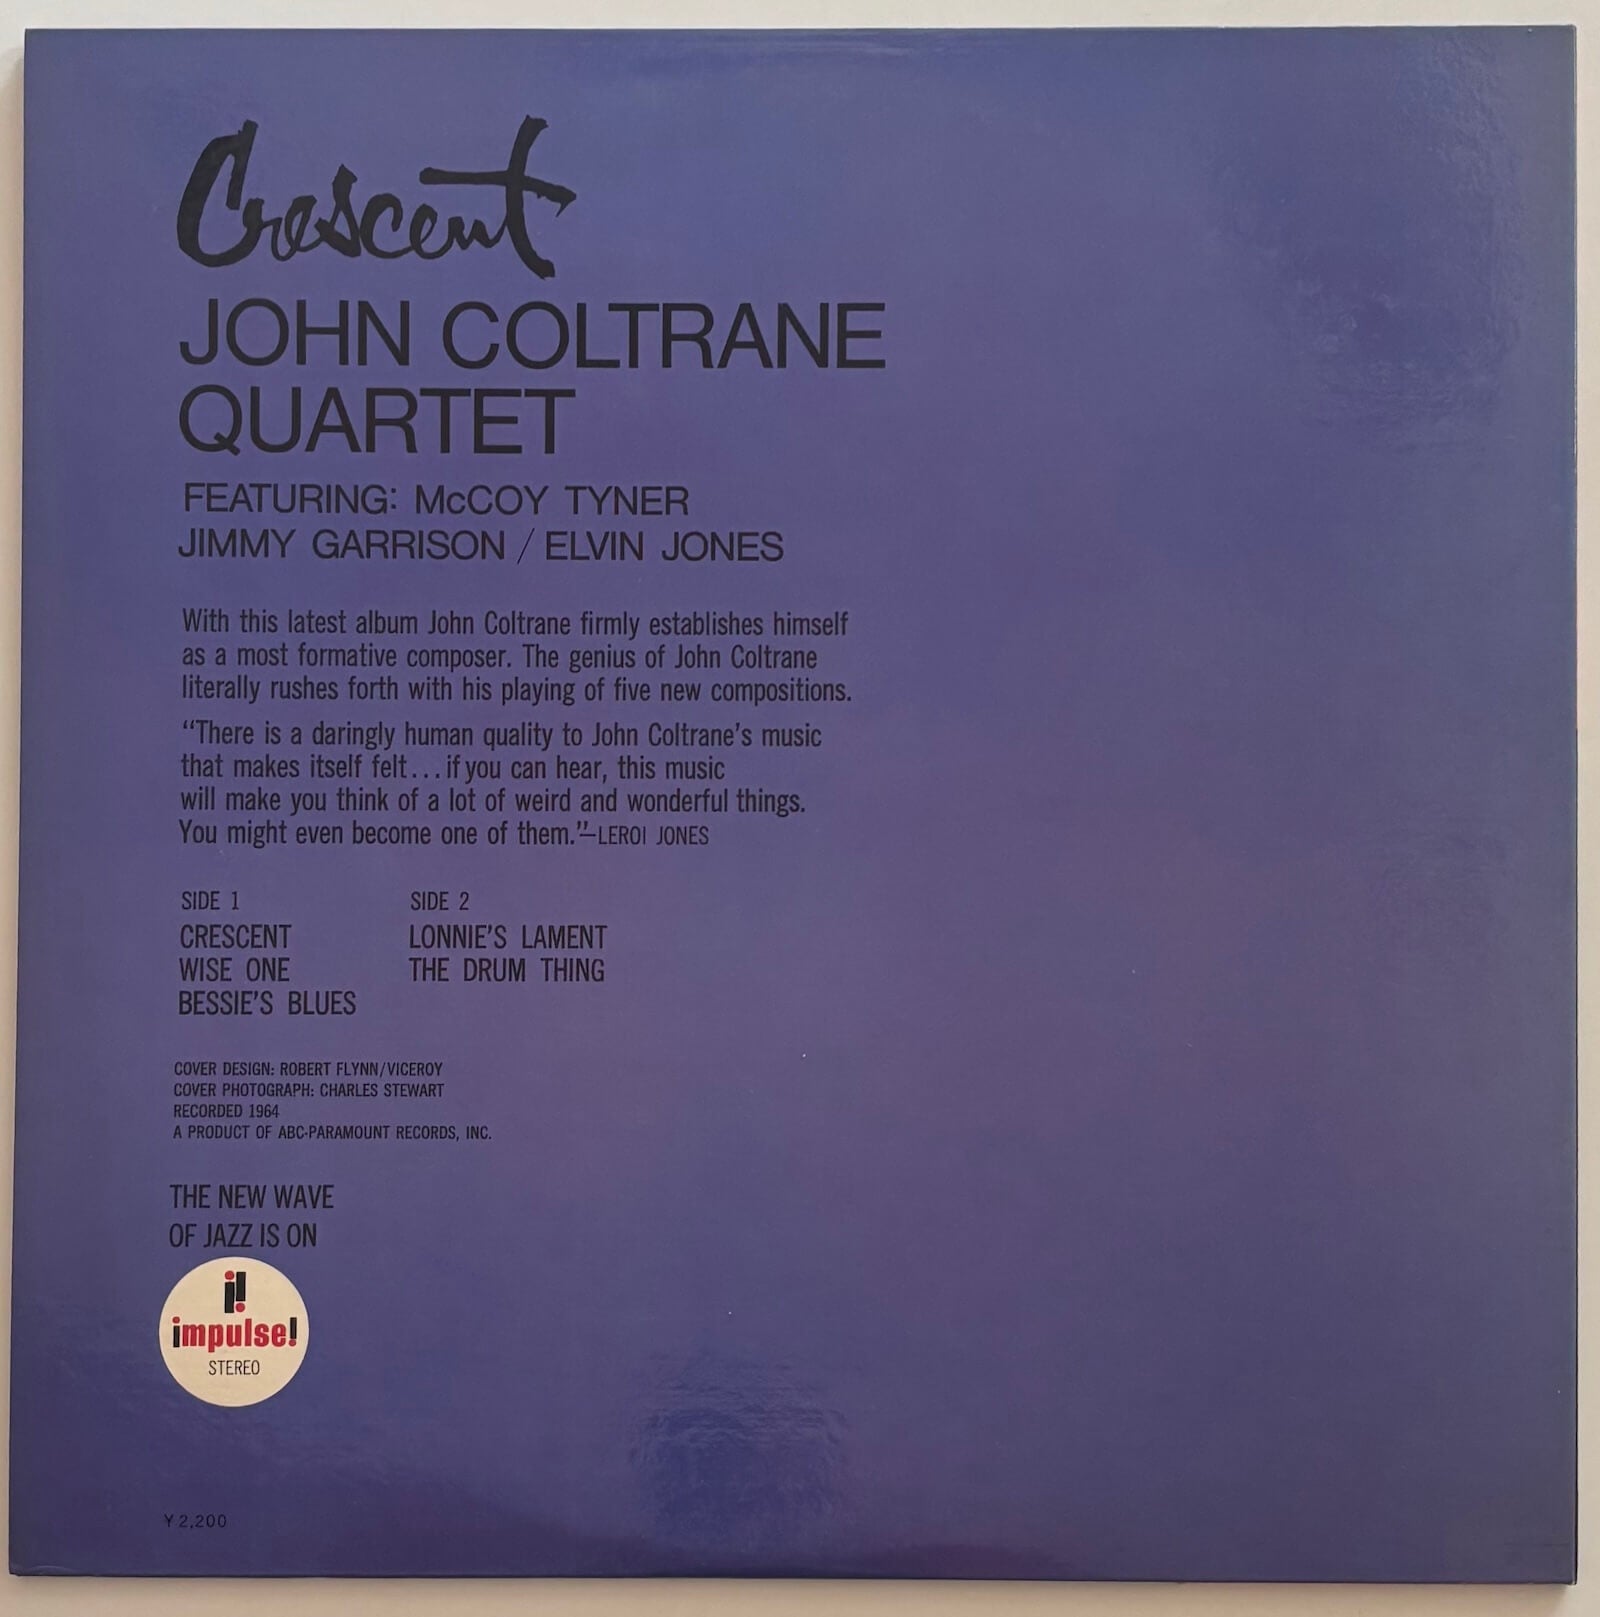 Crescent
JOHN COLTRANE
QUARTET
FEATURING: McCOY TYNER
JIMMY GARRISON / ELVIN JONES
With this latest album John Coltrane firmly establishes himself
as a most formative composer. The genius of John Coltrane
literally rushes forth with his playing of five new compositions.
“There is a daringly human quality to John Coltrane's music
that makes itself felt...if you can hear, this music
will make you think of a lot of weird and wonderful things.
You might even become one of them.”—LEROI JONES
SIDE 1
CRESCENT
WISE ONE
BESSIE'S BLUES
SIDE 2
LONNIE'S LAMENT
THE DRUM THING
COVER DESIGN: ROBERT FLYNN/VICEROY
COVER PHOTOGRAPH: CHARLES STEWART
RECORDED 1964
A PRODUCT OF ABC-PARAMOUNT RECORDS, INC.
THE NEW WAVE
OF JAZZ IS ON
i!
impulse!
STEREO
¥2,200